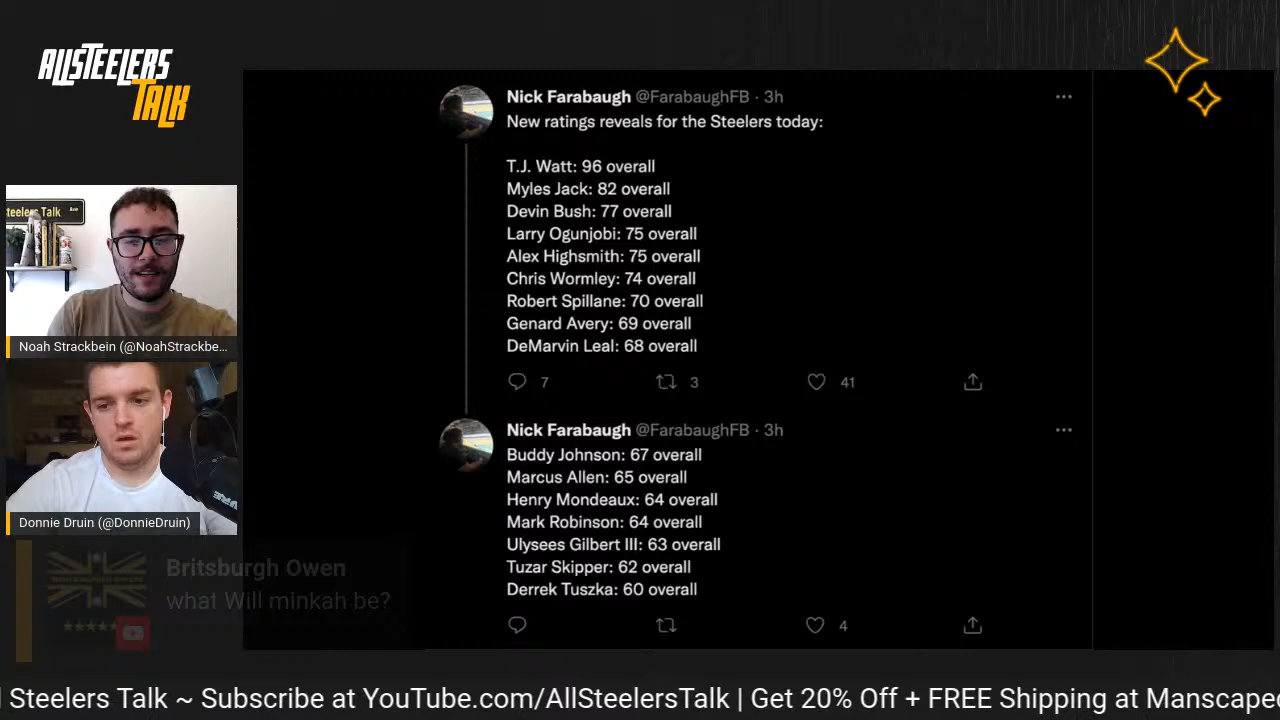 ALLSTEELERS
TALK
Steelers Talk
Noah Strackbein (@NoahStrackbe...
Donnie Druin (@DonnieDruin)
Nick Farabaugh @FarabaughFB · 3h
New ratings reveals for the Steelers today:
T.J. Watt: 96 overall
Myles Jack: 82 overall
Devin Bush: 77 overall
Larry Ogunjobi: 75 overall
Alex Highsmith: 75 overall
Chris Wormley: 74 overall
Robert Spillane: 70 overall
Genard Avery: 69 overall
DeMarvin Leal: 68 overall
7 3 41
Nick Farabaugh @FarabaughFB · 3h
Buddy Johnson: 67 overall
Marcus Allen: 65 overall
Henry Mondeaux: 64 overall
Mark Robinson: 64 overall
Ulysees Gilbert III: 63 overall
Tuzar Skipper: 62 overall
Derrek Tuszka: 60 overall
4
Britsburgh Owen
what Will minkah be?
l Steelers Talk ~ Subscribe at YouTube.com/AllSteelersTalk | Get 20% Off + FREE Shipping at Manscaped